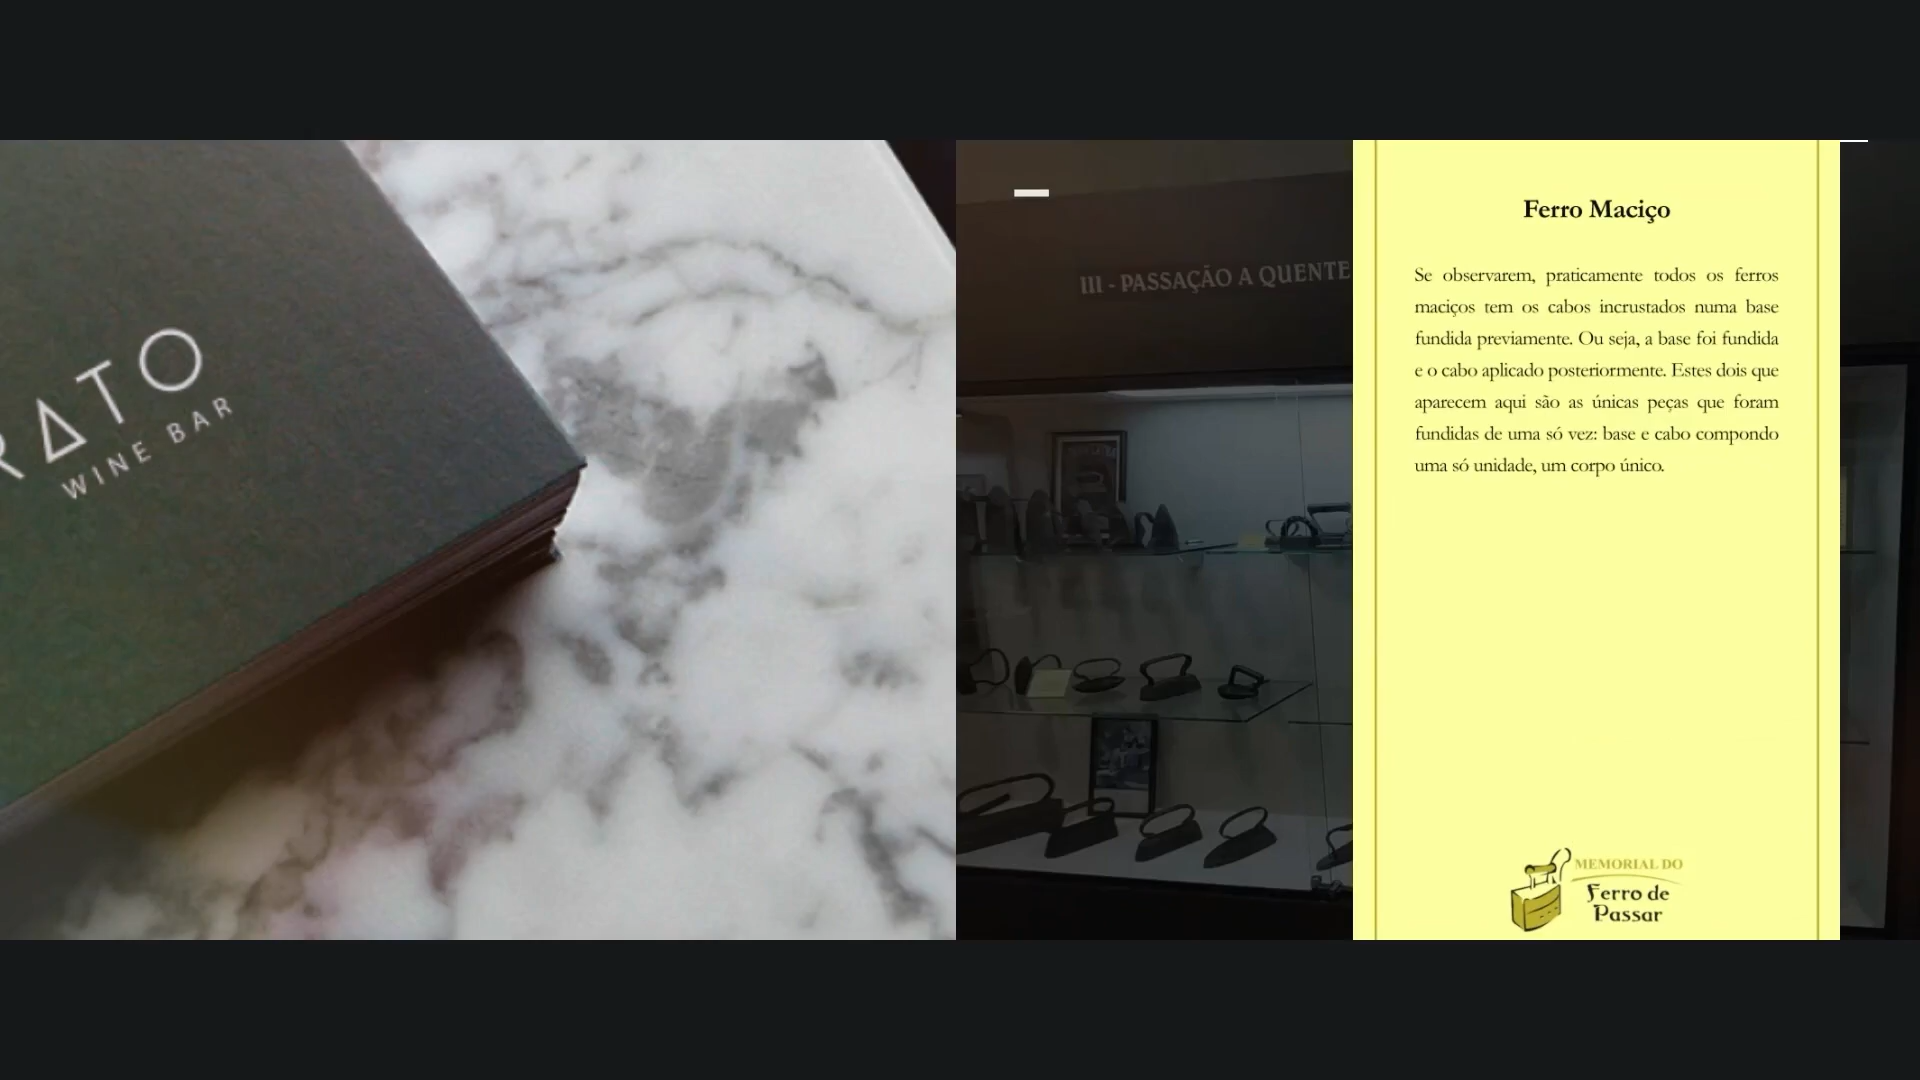 WINE BAR
III - PASSAÇÃO A QUENTE
Ferro Maciço
Se observarem, praticamente todos os ferros
maciços tem os cabos incrustados numa base
fundida previamente. Ou seja, a base foi fundida
e o cabo aplicado posteriormente. Estes dois que
aparecem aqui são as únicas peças que foram
fundidas de uma só vez: base e cabo compondo
uma só unidade, um corpo único.
MEMORIAL DO
Ferro de
Passar